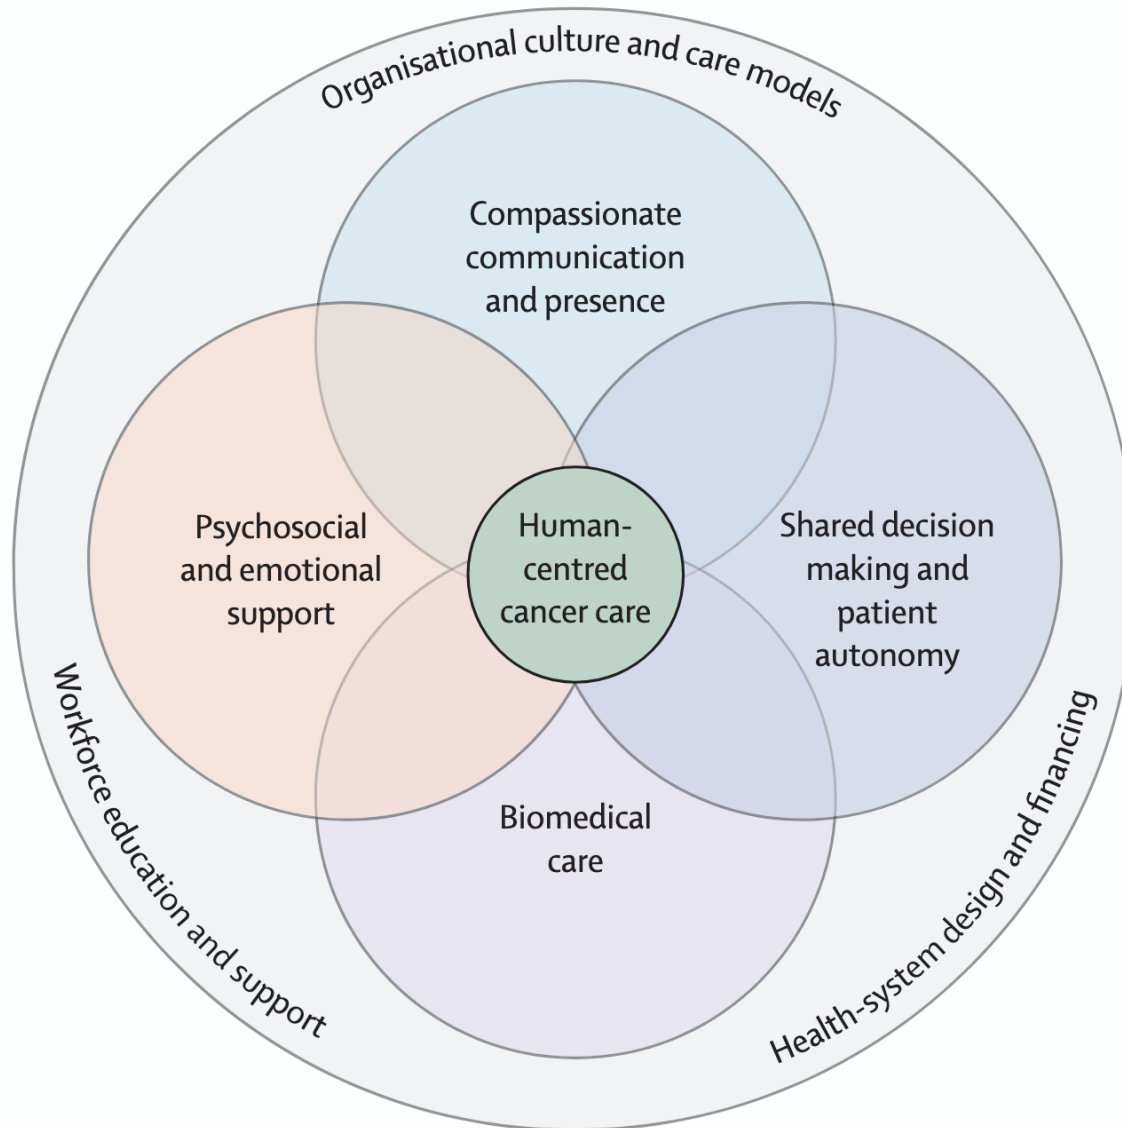 Organisational culture and care models
Compassionate
communication
and presence
Psychosocial
and emotional
support
Human-
centred
cancer care
Shared decision
making and
patient
autonomy
Biomedical
care
Workforce education and support
Health-system design and financing